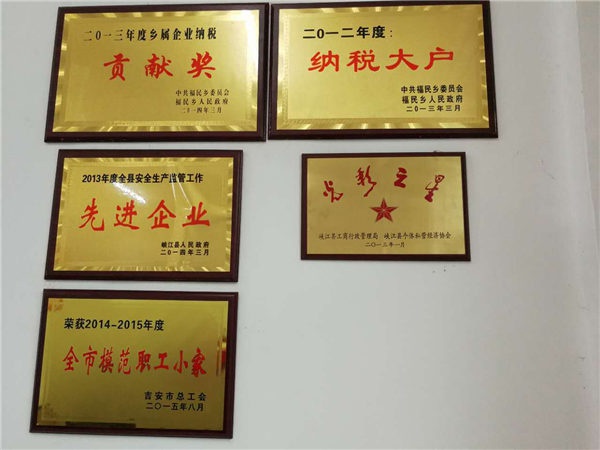 二〇一三年度乡属企业纳税
贡献奖
中共福民乡委员会
福民乡人民政府
二〇一四年三月
二〇一二年度:
纳税大户
中共福民乡委员会
福民乡人民政府
二〇一三年三月
2013年度全县安全生产监管工作
先进企业
峡江县人民政府
二〇一四年三月
光彩之星
峡江县工商行政管理局 峡江县个体私营经济协会
二〇一二年一月
荣获2014-2015年度
全市模范职工小家
吉安市总工会
二〇一五年八月